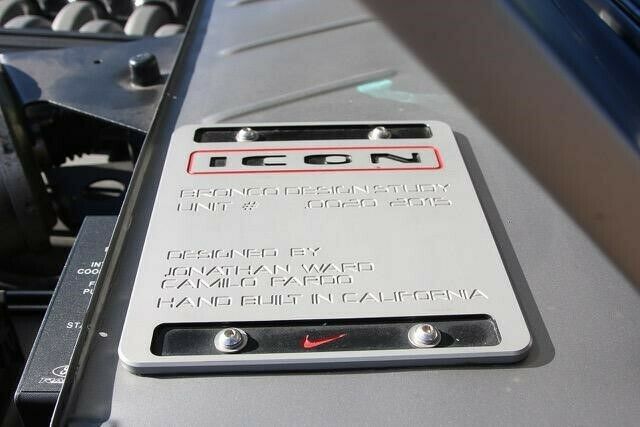 ICON
BRONCO DESIGN STUDY
UNIT # .0020 2015
DESIGNED BY
JONATHAN WARD
CAMILO PARDO
HAND BUILT IN CALIFORNIA